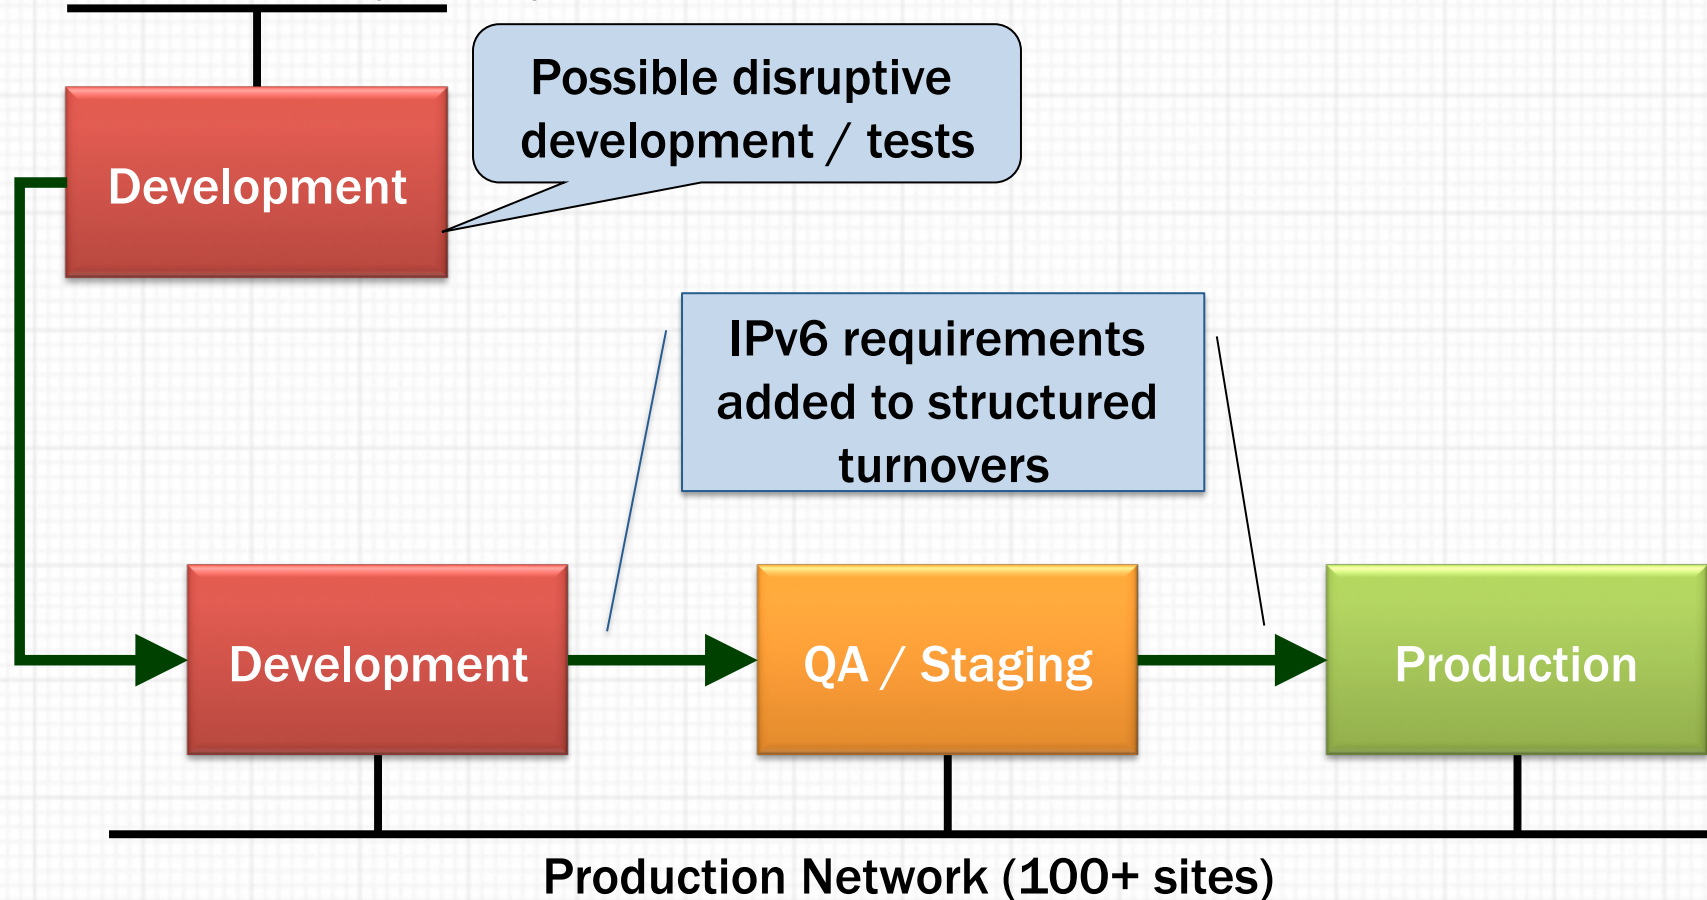 Possible disruptive
development / tests
Development
IPv6 requirements
added to structured
turnovers
Development
QA / Staging
Production
Production Network (100+ sites)